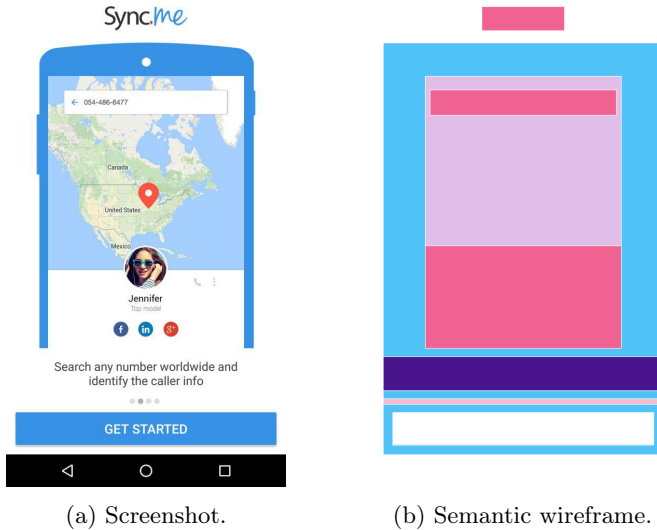 Sync.me
054-486-6477
Canada
United States
Mexico
Jennifer
Top model
f in g+
Search any number worldwide and
identify the caller info
GET STARTED
(a) Screenshot.
(b) Semantic wireframe.